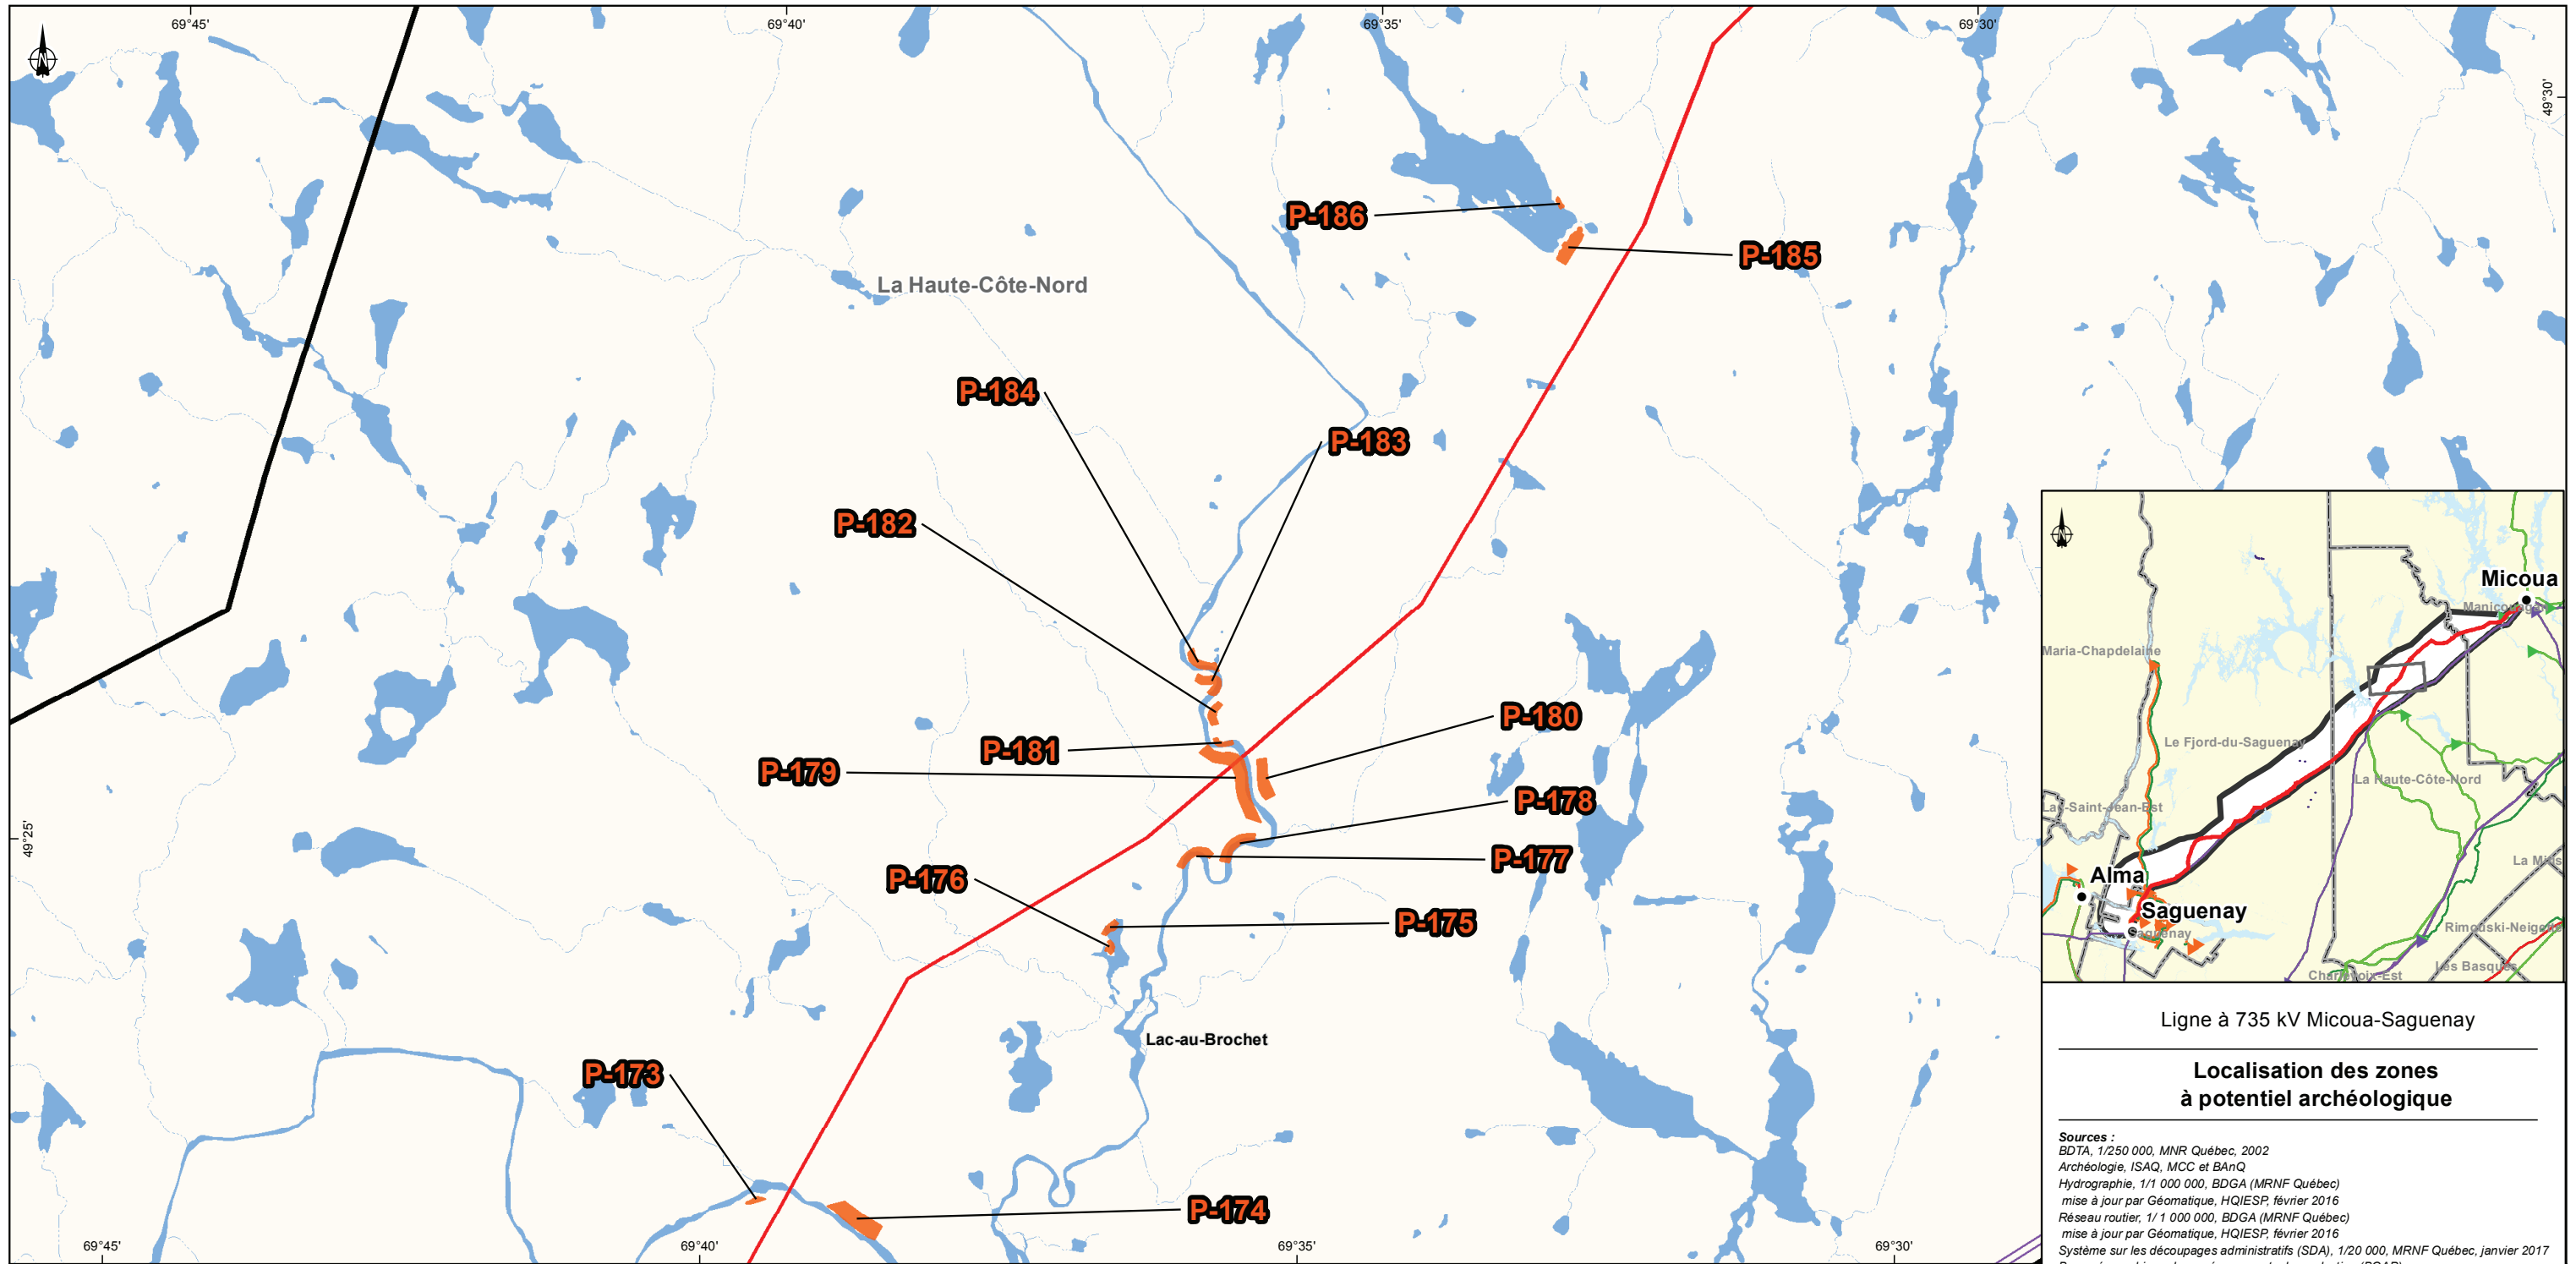 69°45'
69°40'
69°35'
69°30'
49°30'
P-186
P-185
La Haute-Côte-Nord
P-184
P-183
P-182
P-180
P-181
P-179
P-178
P-177
P-176
P-175
49°25'
Lac-au-Brochet
P-173
P-174
69°45'
69°40'
69°35'
69°30'
Micoua
Maria-Chapdelaine
Le Fjord-du-Saguenay
La Haute-Côte-Nord
Lac-Saint-Jean-Est
Alma
Saguenay
Saguenay
Charlevoix-Est
Les Basques
Ligne à 735 kV Micoua-Saguenay
Localisation des zones
à potentiel archéologique
Sources :
BDTA, 1/250 000, MNR Québec, 2002
Archéologie, ISAQ, MCC et BAnQ
Hydrographie, 1/1 000 000, BDGA (MRNF Québec)
mise à jour par Géomatique, HQIESP, février 2016
Réseau routier, 1/ 1 000 000, BDGA (MRNF Québec)
mise à jour par Géomatique, HQIESP, février 2016
Système sur les découpages administratifs (SDA), 1/20 000, MRNF Québec, janvier 2017